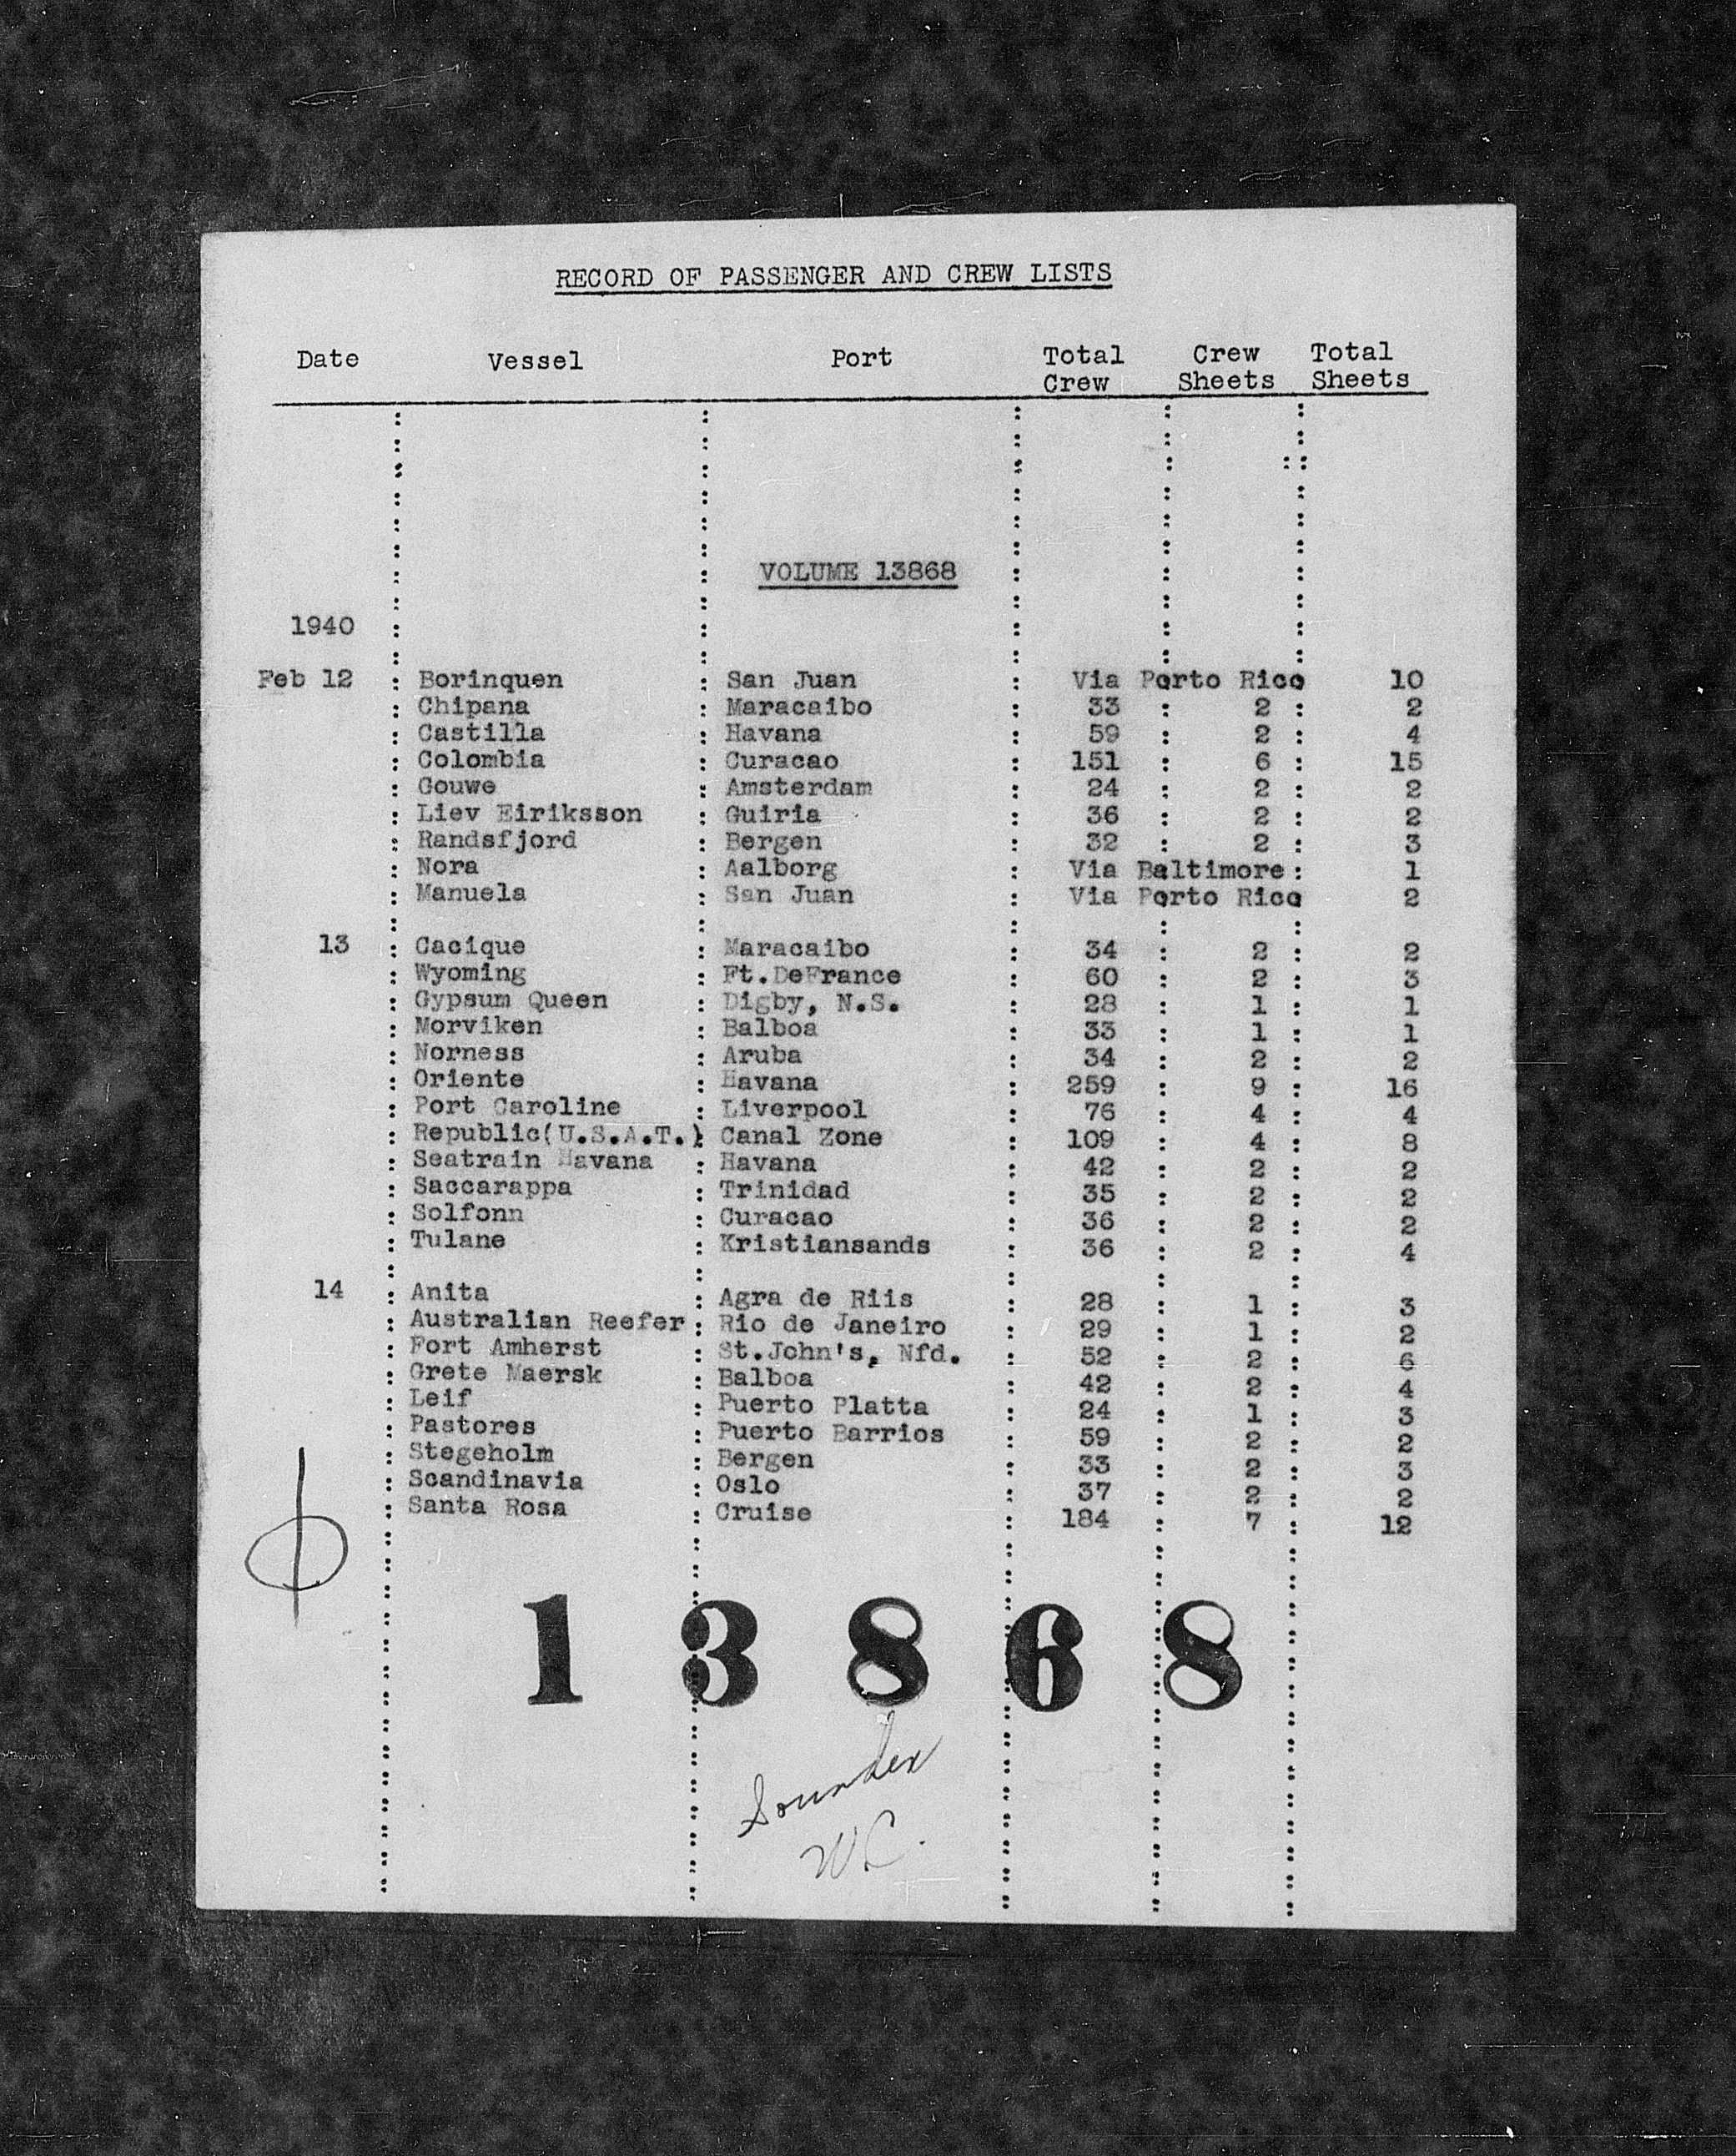 RECORD OF PASSENGER AND CREW LISTS
Date Vessel Port Total Crew Crew Sheets Total Sheets
VOLUME 13868
1940
Feb 12 : Borinquen : San Juan : Via Porto Rico 10
: Chipana : Maracaibo : 33 : 2 : 2
: Castilla : Havana : 59 : 2 : 4
: Colombia : Curacao : 151 : 6 : 15
: Gouwe : Amsterdam : 24 : 2 : 2
: Liev Eiriksson : Guiria : 36 : 2 : 2
: Randsfjord : Bergen : 32 : 2 : 3
: Nora : Aalborg : Via Baltimore : 1
: Manuela : San Juan : Via Porto Rico 2
13 : Cacique : Maracaibo : 34 : 2 : 2
: Wyoming : Ft.DeFrance : 60 : 2 : 3
: Gypsum Queen : Digby, N.S. : 28 : 1 : 1
: Morviken : Balboa : 33 : 1 : 1
: Norness : Aruba : 34 : 2 : 2
: Oriente : Havana : 259 : 9 : 16
: Port Caroline : Liverpool : 76 : 4 : 4
: Republic(U.S.A.T.) : Canal Zone : 109 : 4 : 8
: Seatrain Havana : Havana : 42 : 2 : 2
: Saccarappa : Trinidad : 35 : 2 : 2
: Solfonn : Curacao : 36 : 2 : 2
: Tulane : Kristiansands : 36 : 2 : 4
14 : Anita : Agra de Riis : 28 : 1 : 3
: Australian Reefer : Rio de Janeiro : 29 : 1 : 2
: Fort Amherst : St.John's, Nfd. : 52 : 2 : 6
: Grete Maersk : Balboa : 42 : 2 : 4
: Leif : Puerto Platta : 24 : 1 : 3
: Pastores : Puerto Barrios : 59 : 2 : 2
: Stegeholm : Bergen : 33 : 2 : 3
: Scandinavia : Oslo : 37 : 2 : 2
: Santa Rosa : Cruise : 184 : 7 : 12
13868
Soundex
W.C.